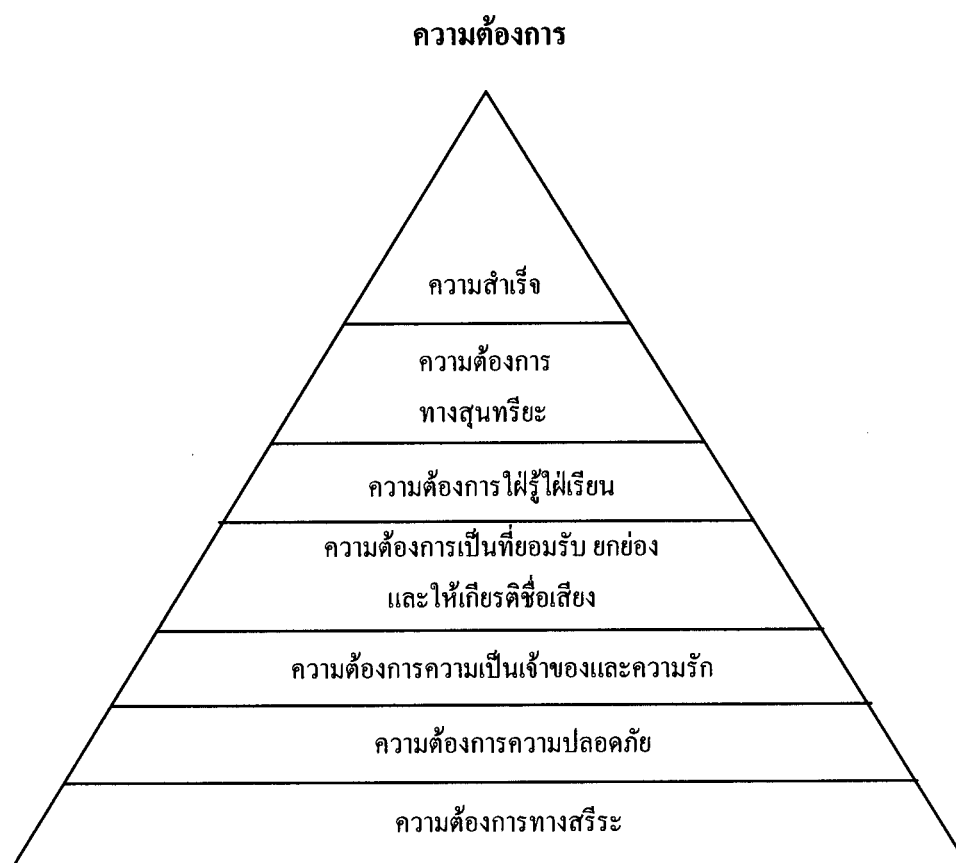 ความต้องการ
ความสำเร็จ
ความต้องการ
ทางสุนทรียะ
ความต้องการใฝ่รู้ใฝ่เรียน
ความต้องการเป็นที่ยอมรับ ยกย่อง
และให้เกียรติชื่อเสียง
ความต้องการความเป็นเจ้าของและความรัก
ความต้องการความปลอดภัย
ความต้องการทางสรีระ